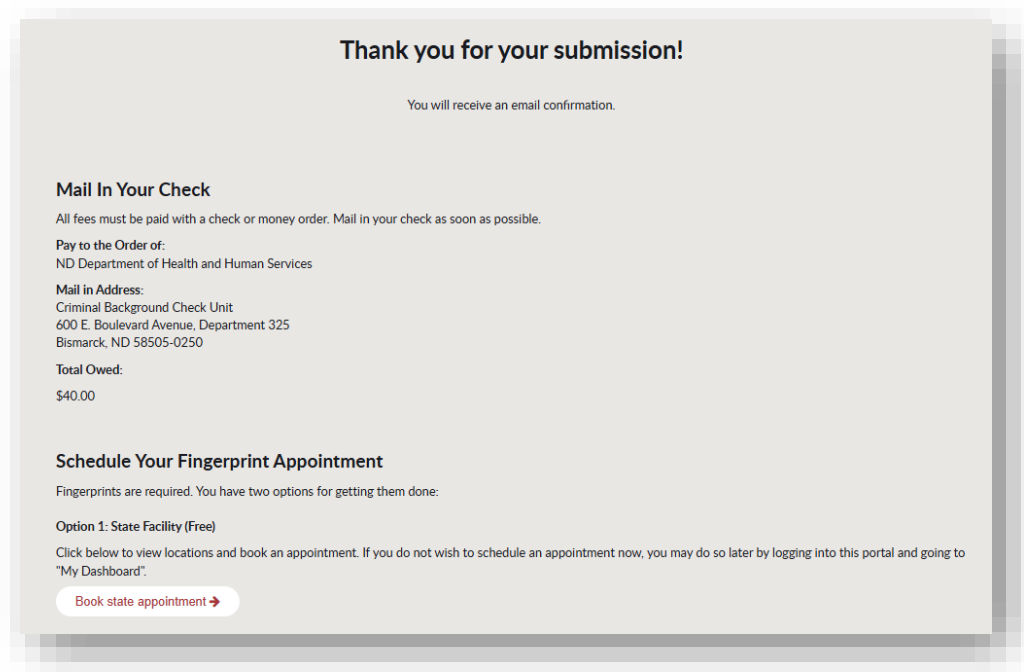 Thank you for your submission!
You will receive an email confirmation.
Mail In Your Check
All fees must be paid with a check or money order. Mail in your check as soon as possible.
Pay to the Order of:
ND Department of Health and Human Services
Mail in Address:
Criminal Background Check Unit
600 E. Boulevard Avenue, Department 325
Bismarck, ND 58505-0250
Total Owed:
$40.00
Schedule Your Fingerprint Appointment
Fingerprints are required. You have two options for getting them done:
Option 1: State Facility (Free)
Click below to view locations and book an appointment. If you do not wish to schedule an appointment now, you may do so later by logging into this portal and going to
"My Dashboard".
Book state appointment